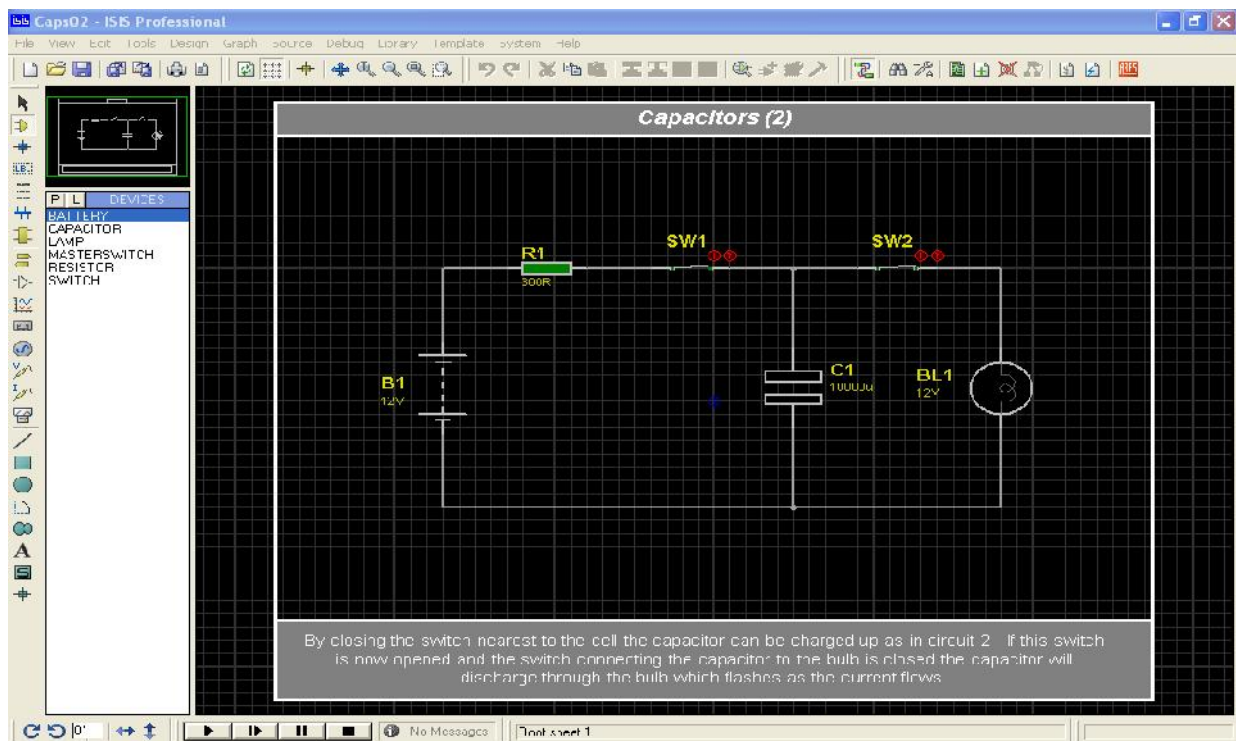 Caps02 - ISIS Professional
File View Edit Tools Design Graph Source Debug Library Template System Help
Capacitors (2)
P L DEVICES
BATTERY
CAPACITOR
LAMP
MASTERSWITCH
RESISTOR
SWITCH
R1
300R
SW1
SW2
B1
12V
C1
10000u
BL1
12V
By closing the switch nearest to the cell the capacitor can be charged up as in circuit 2. If this switch
is now opened and the switch connecting the capacitor to the bulb is closed the capacitor will
discharge through the bulb which flashes as the current flows
No Messages
Root sheet 1